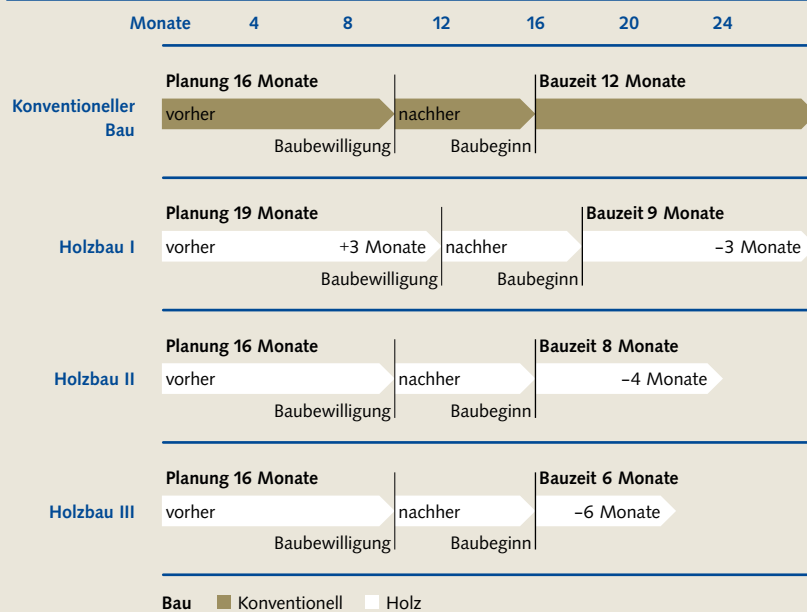 Monate 4 8 12 16 20 24
Konventioneller Bau
Planung 16 Monate Bauzeit 12 Monate
vorher nachher
Baubewilligung Baubeginn
Holzbau I
Planung 19 Monate Bauzeit 9 Monate
vorher +3 Monate nachher –3 Monate
Baubewilligung Baubeginn
Holzbau II
Planung 16 Monate Bauzeit 8 Monate
vorher nachher –4 Monate
Baubewilligung Baubeginn
Holzbau III
Planung 16 Monate Bauzeit 6 Monate
vorher nachher –6 Monate
Baubewilligung Baubeginn
Bau Konventionell Holz